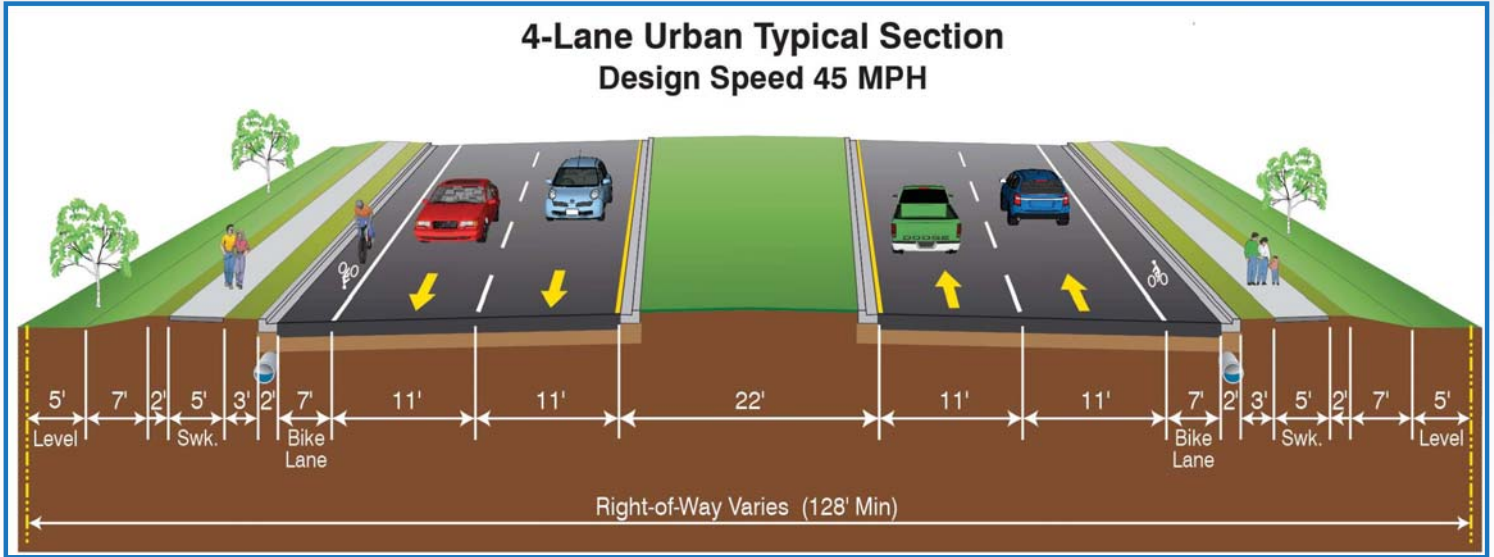 4-Lane Urban Typical Section
Design Speed 45 MPH
DODGE
5' 7' 2' 5' 3' 2' 7' 11' 11' 22' 11' 11' 7' 2' 3' 5' 2' 7' 5'
Level Swk. Bike Lane Bike Lane Swk. Level
Right-of-Way Varies (128' Min)